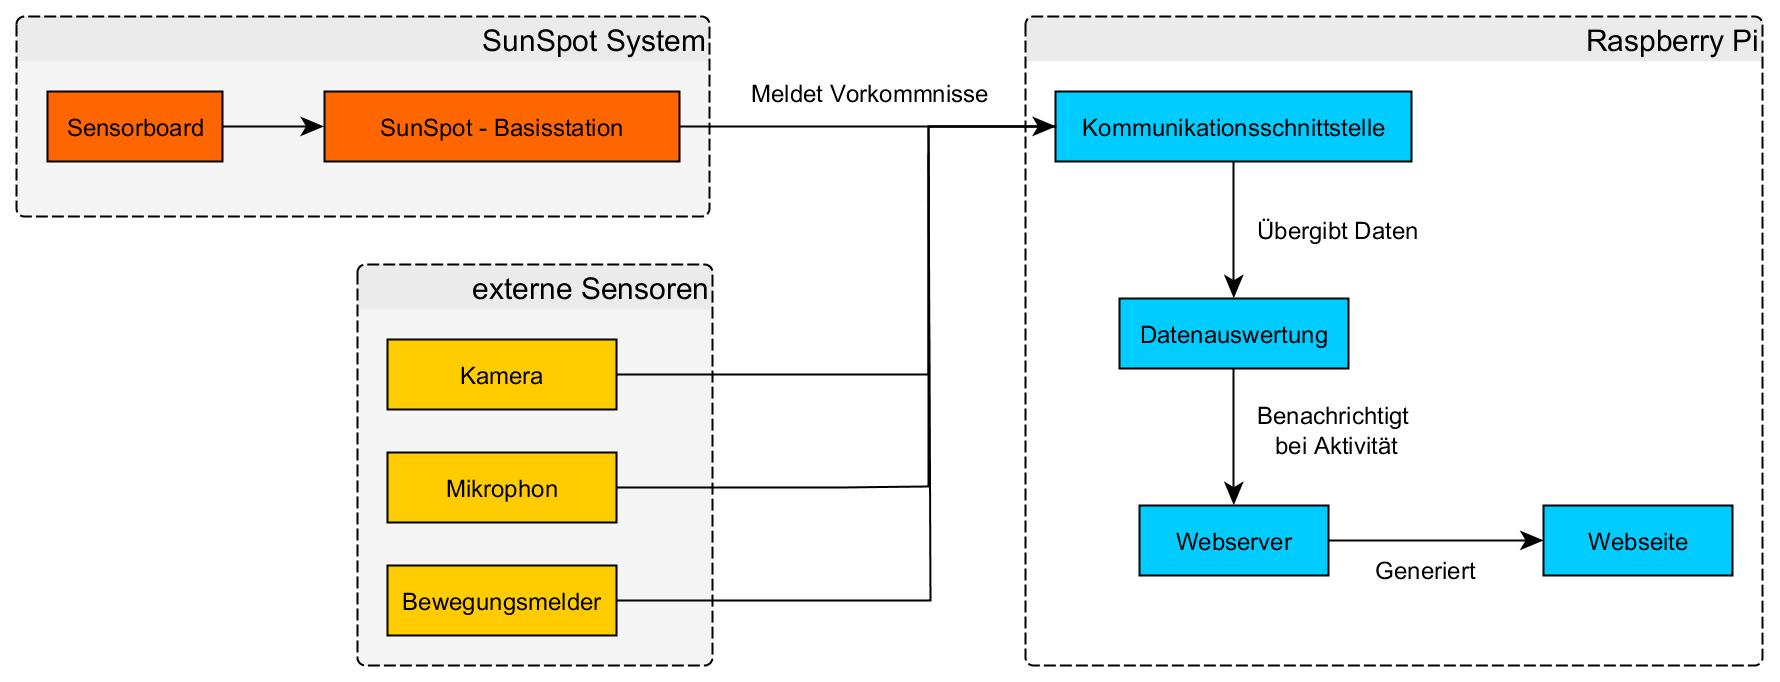 SunSpot System
Sensorboard
SunSpot - Basisstation
Meldet Vorkommnisse
externe Sensoren
Kamera
Mikrophon
Bewegungsmelder
Raspberry Pi
Kommunikationsschnittstelle
Übergibt Daten
Datenauswertung
Benachrichtigt
bei Aktivität
Webserver
Generiert
Webseite